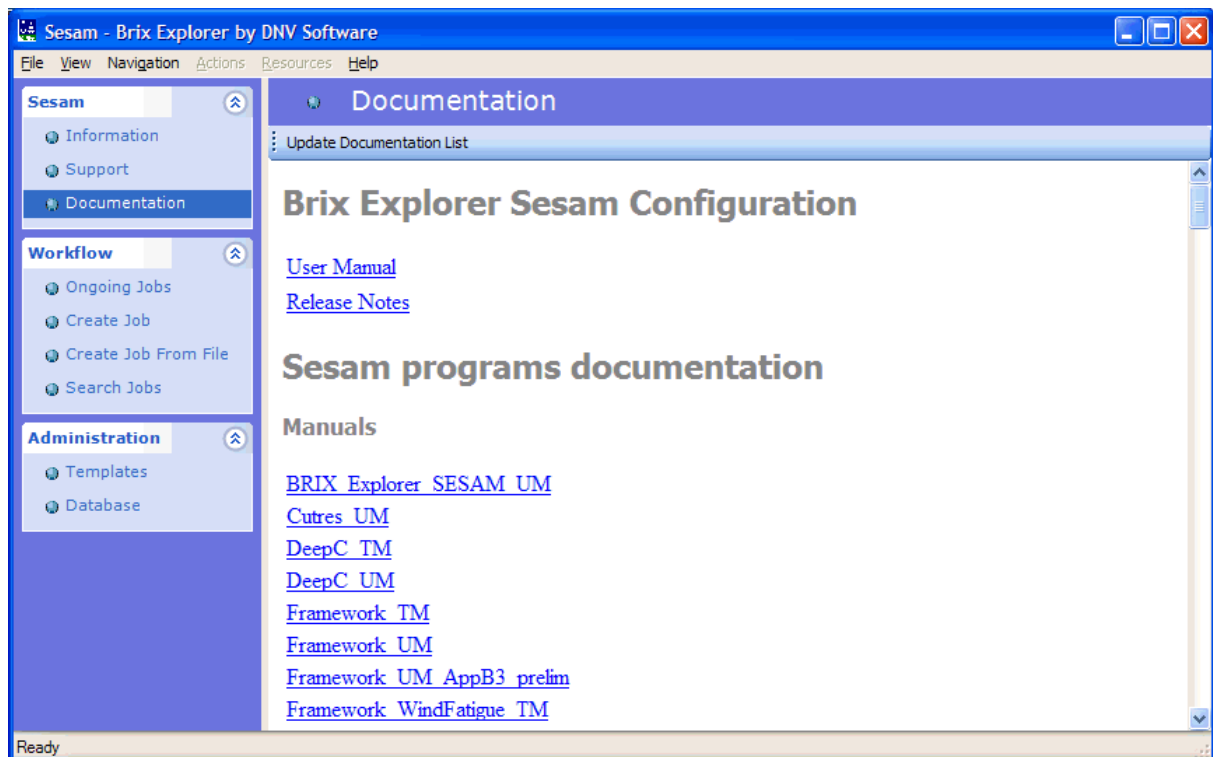 Sesam - Brix Explorer by DNV Software
File View Navigation Actions Resources Help
Sesam
Information
Support
Documentation
Workflow
Ongoing Jobs
Create Job
Create Job From File
Search Jobs
Administration
Templates
Database
Documentation
Update Documentation List
Brix Explorer Sesam Configuration
User Manual
Release Notes
Sesam programs documentation
Manuals
BRIX_Explorer_SESAM_UM
Cutres_UM
DeepC_TM
DeepC_UM
Framework_TM
Framework_UM
Framework_UM_AppB3_prelim
Framework_WindFatigue_TM
Ready